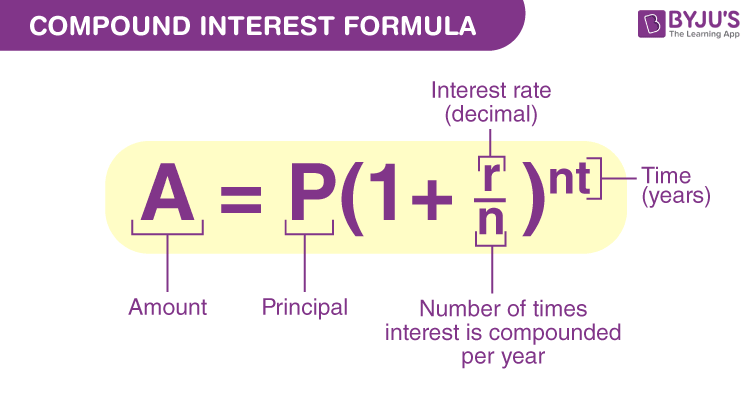 COMPOUND INTEREST FORMULA
BYJU'S
The Learning App
Interest rate
(decimal)
A = P(1+ r/n)^nt
Time
(years)
Amount
Principal
Number of times
interest is compounded
per year